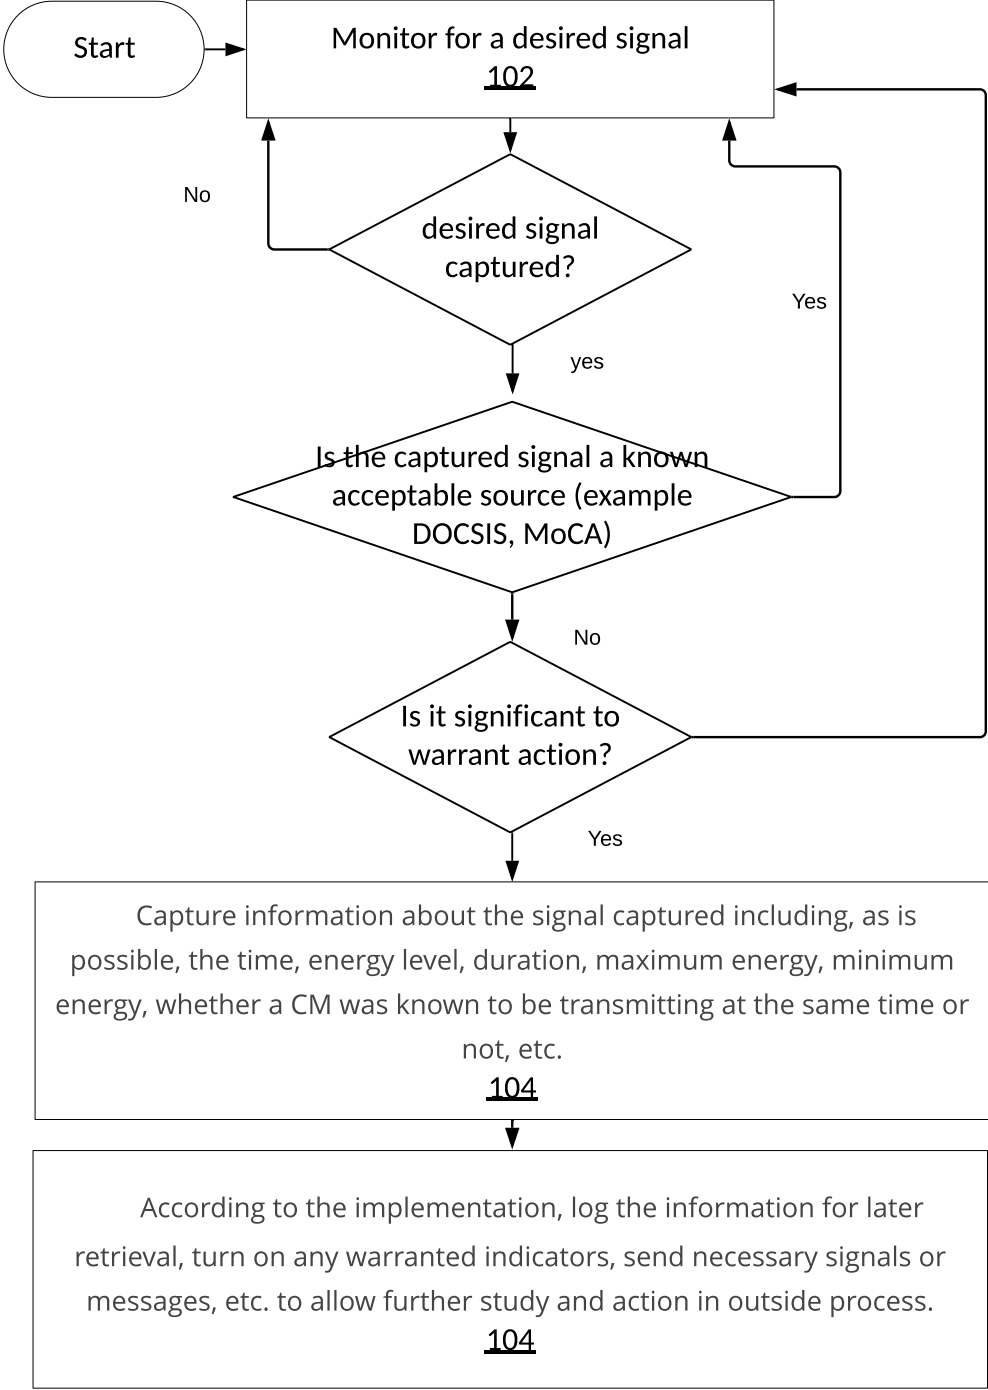 Start
Monitor for a desired signal
102
No
desired signal
captured?
Yes
yes
Is the captured signal a known
acceptable source (example
DOCSIS, MoCA)
No
Is it significant to
warrant action?
Yes
Capture information about the signal captured including, as is
possible, the time, energy level, duration, maximum energy, minimum
energy, whether a CM was known to be transmitting at the same time or
not, etc.
104
According to the implementation, log the information for later
retrieval, turn on any warranted indicators, send necessary signals or
messages, etc. to allow further study and action in outside process.
104